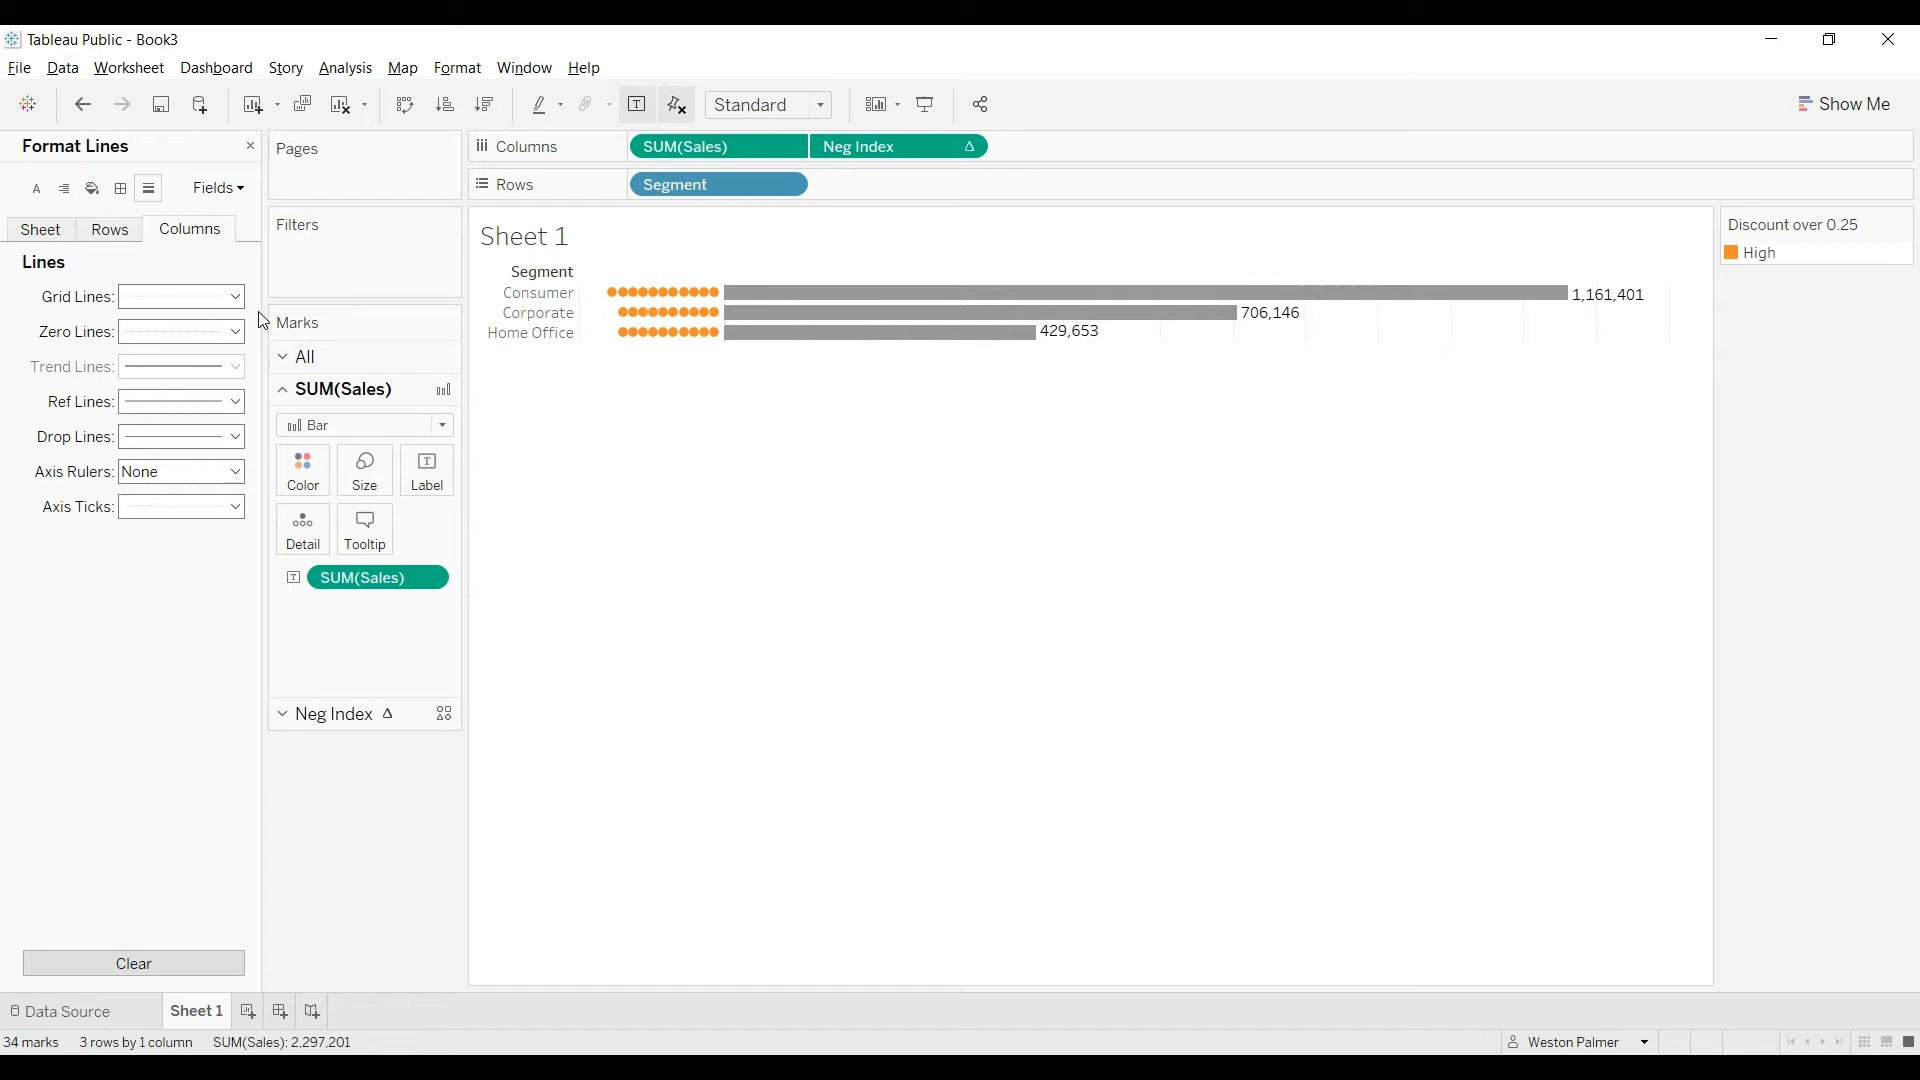 Tableau Public - Book3
File Data Worksheet Dashboard Story Analysis Map Format Window Help
Standard
Show Me
Format Lines
Fields
Sheet Rows Columns
Lines
Grid Lines:
Zero Lines:
Trend Lines:
Ref Lines:
Drop Lines:
Axis Rulers: None
Axis Ticks:
Clear
Pages
Filters
Marks
All
SUM(Sales)
Bar
Color Size Label
Detail Tooltip
SUM(Sales)
Neg Index
Columns SUM(Sales) Neg Index
Rows Segment
Sheet 1
Segment
Consumer 1,161,401
Corporate 706,146
Home Office 429,653
Discount over 0.25
High
Data Source Sheet 1
34 marks 3 rows by 1 column SUM(Sales): 2,297,201
Weston Palmer